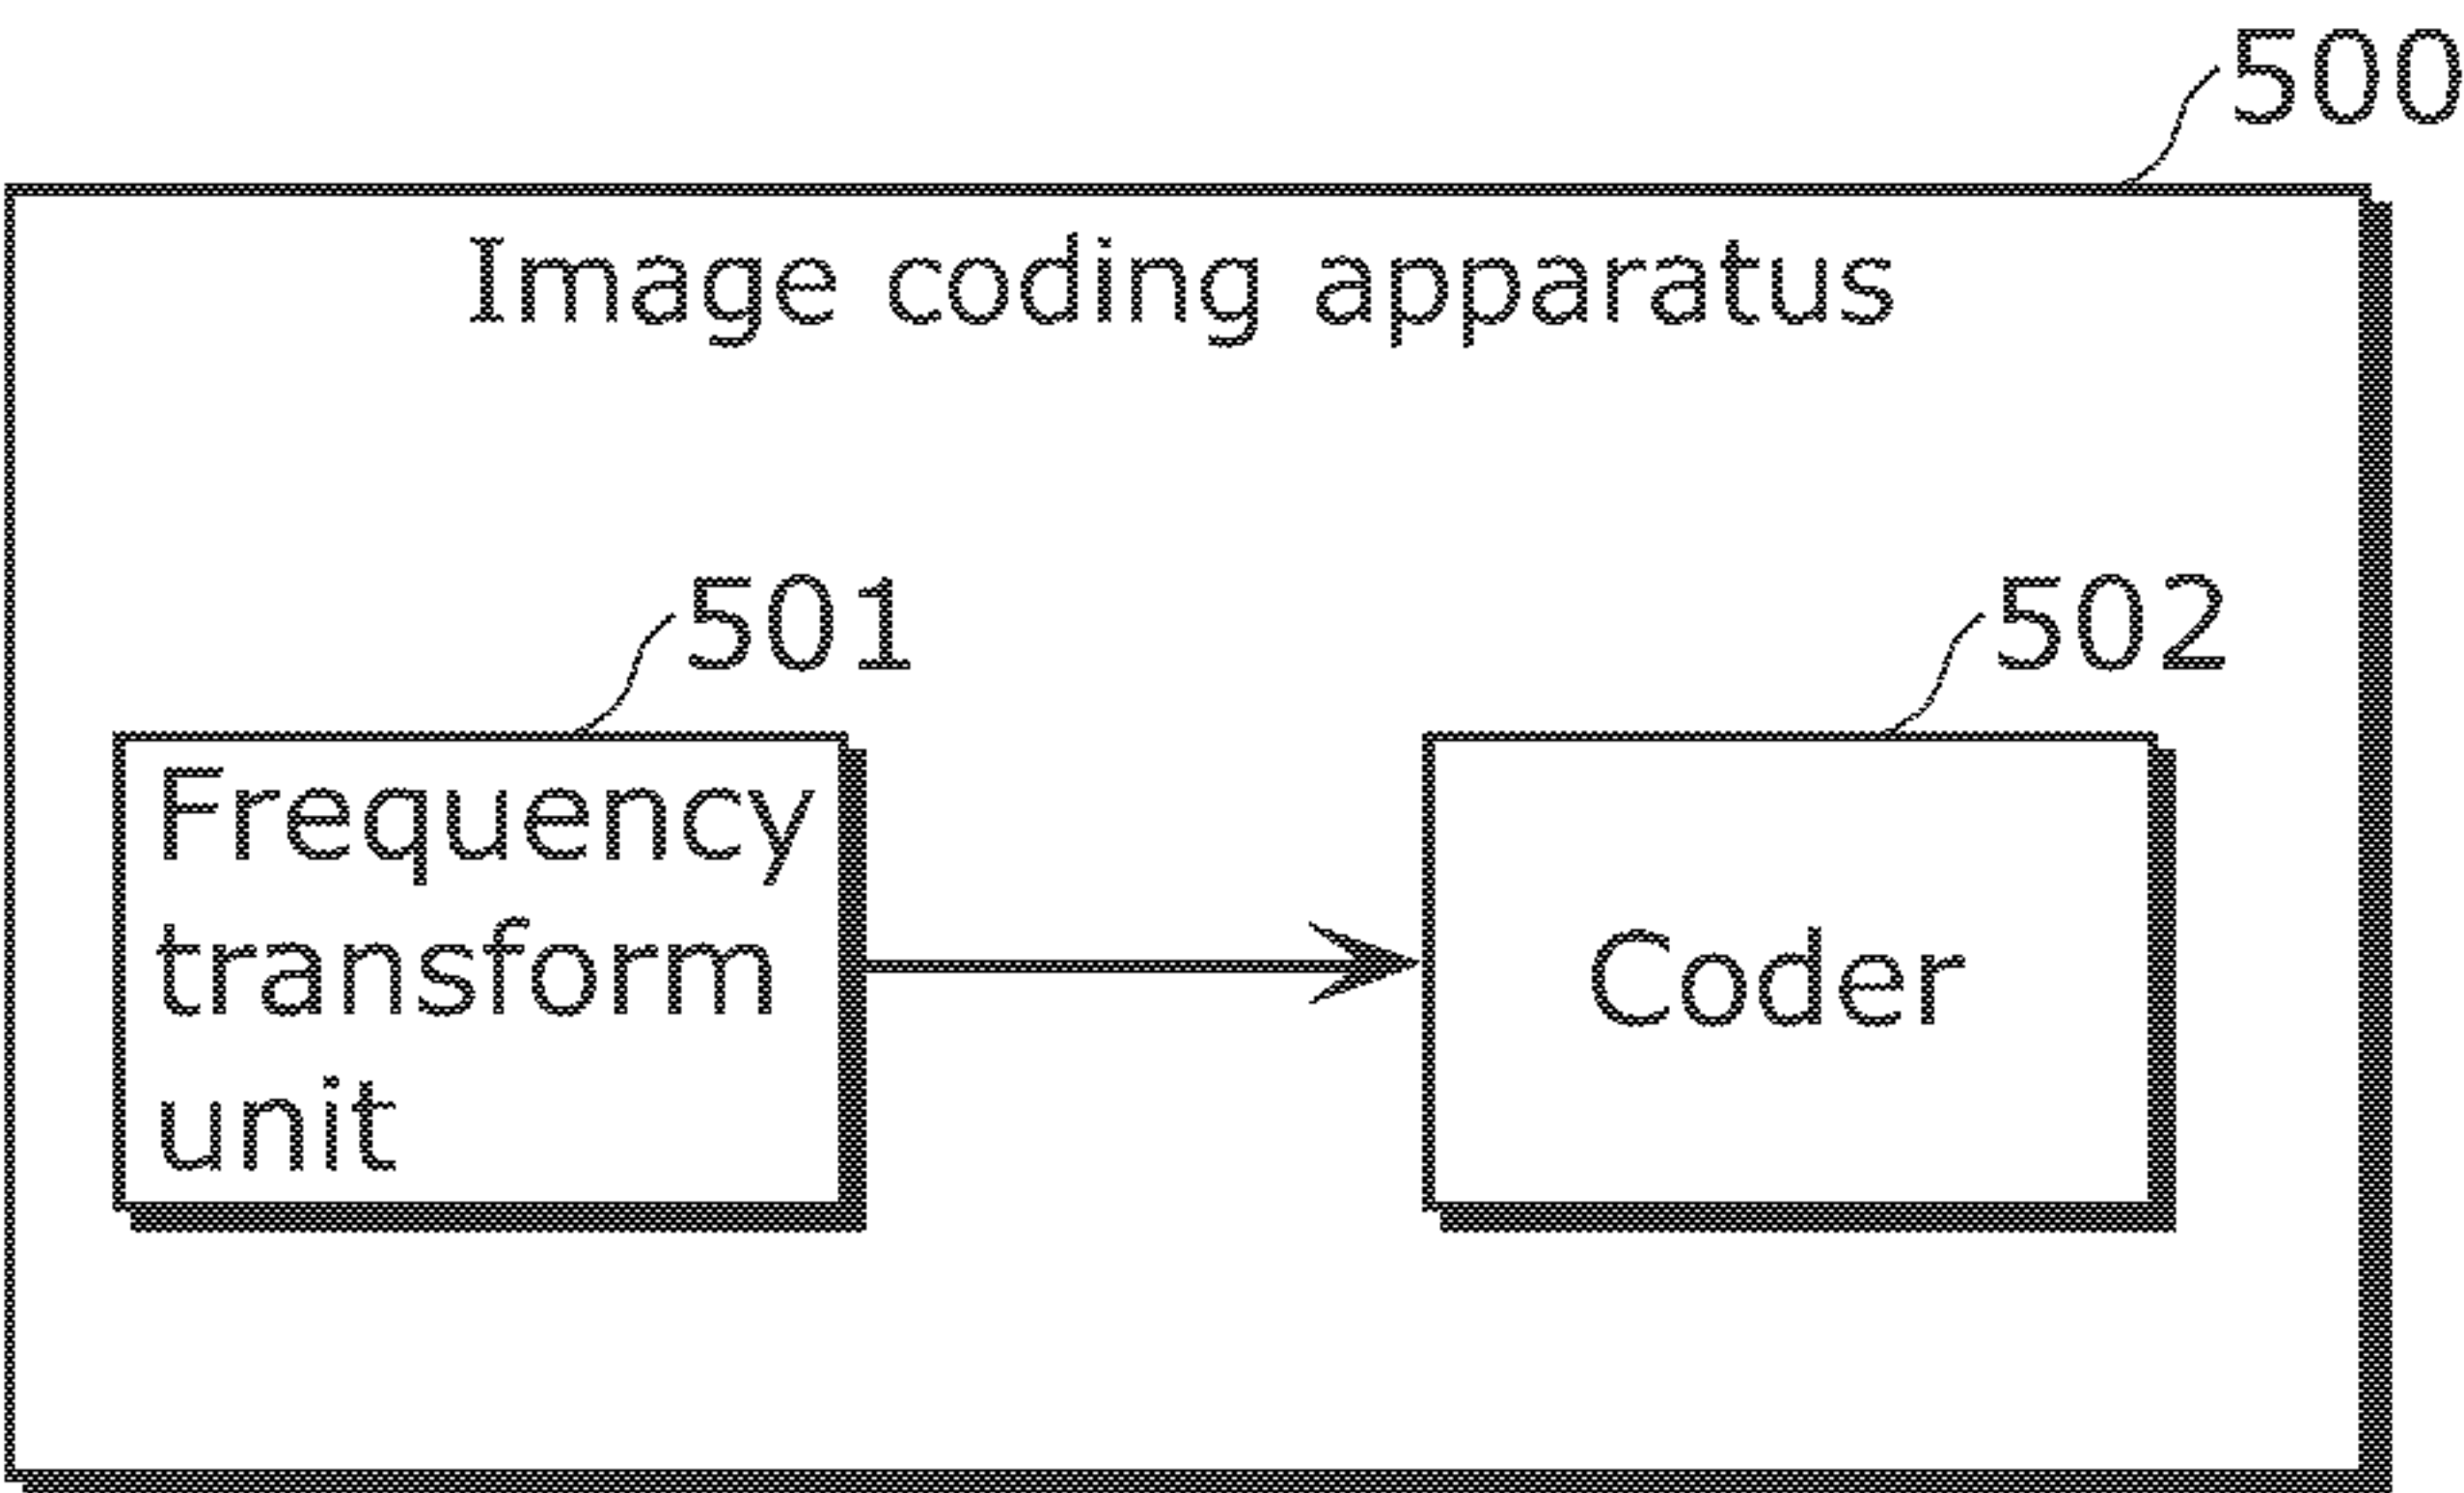 500
Image coding apparatus
501
502
Frequency
transform
unit
Coder